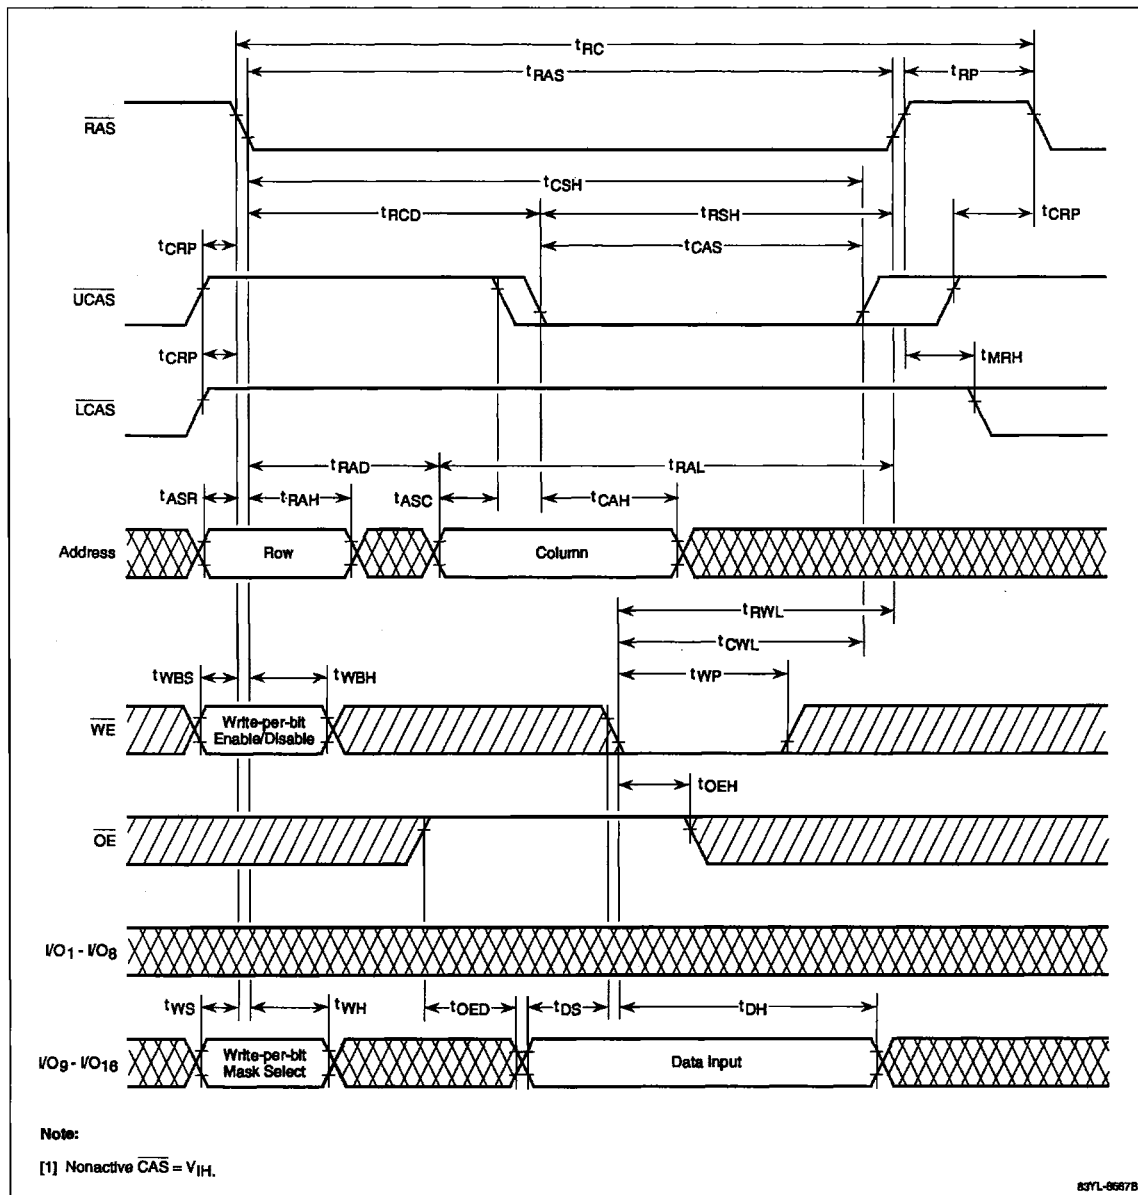 tRC
tRAS
tRP
RAS
tCSH
tRCD
tRSH
tCRP
tCRP
tCAS
UCAS
tCRP
tMRH
LCAS
tRAD
tRAL
tASR
tRAH
tASC
tCAH
Address
Row
Column
tRWL
tCWL
tWBS
tWBH
tWP
WE
Write-per-bit
Enable/Disable
tOEH
OE
I/O1 - I/O8
tWS
tWH
tOED
tDS
tDH
I/O9 - I/O16
Write-per-bit
Mask Select
Data Input
Note:
[1] Nonactive CAS = VIH.
83YL-8687B